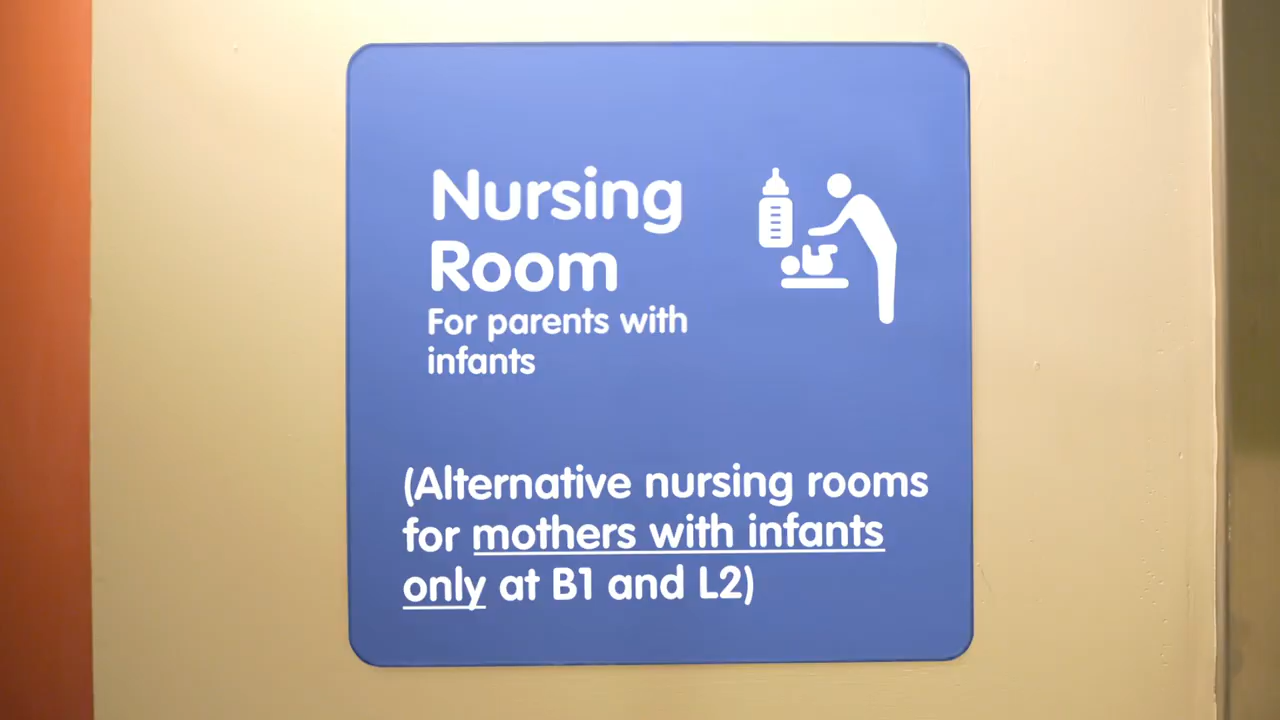 Nursing
Room
For parents with
infants
(Alternative nursing rooms
for mothers with infants
only at B1 and L2)